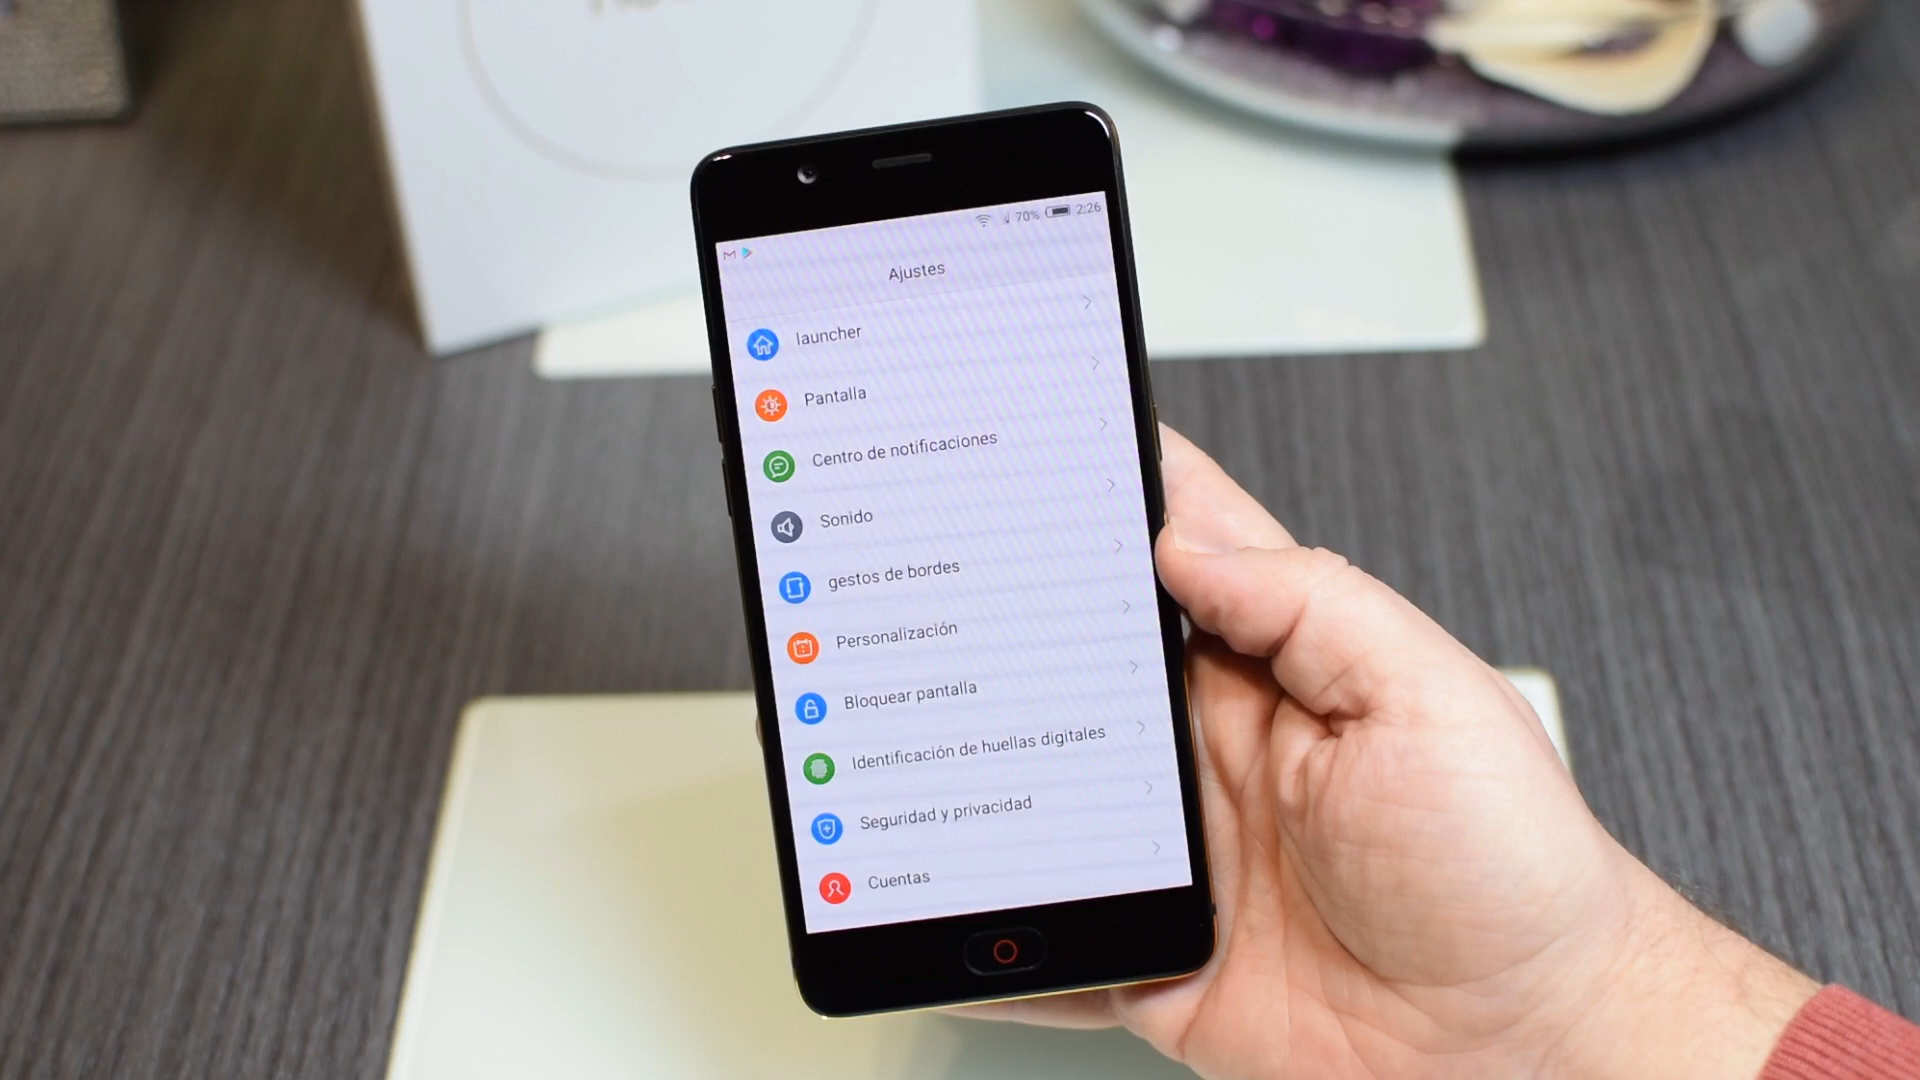 70% 2:26
Ajustes
launcher
Pantalla
Centro de notificaciones
Sonido
gestos de bordes
Personalización
Bloquear pantalla
Identificación de huellas digitales
Seguridad y privacidad
Cuentas